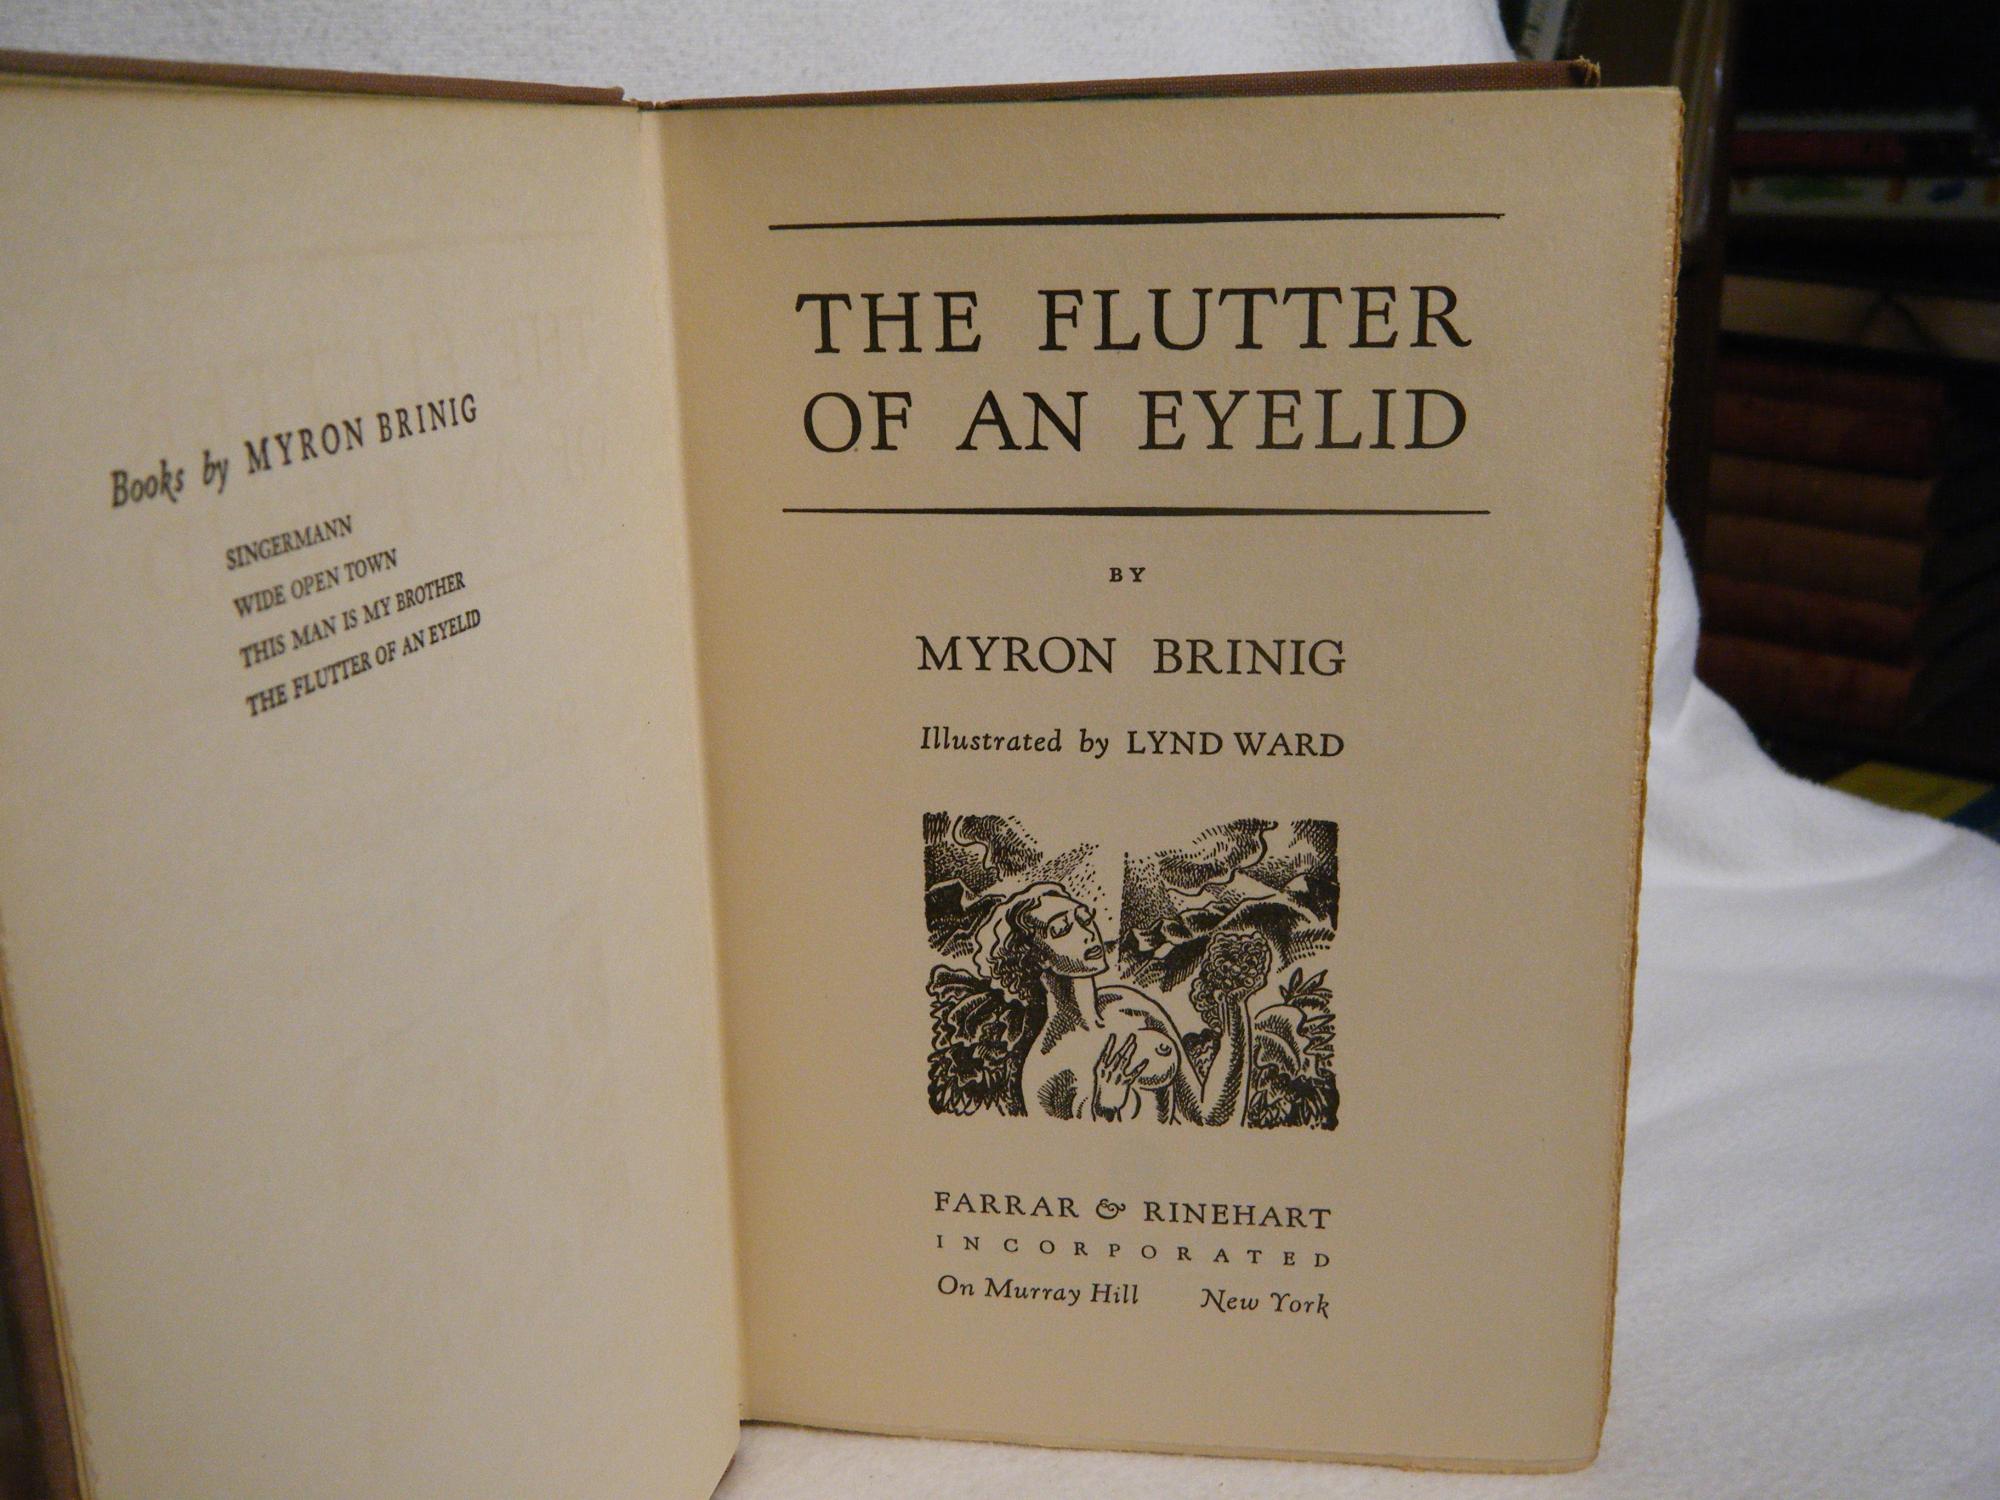 Books by MYRON BRINIG
SINGERMANN
WIDE OPEN TOWN
THIS MAN IS MY BROTHER
THE FLUTTER OF AN EYELID
THE FLUTTER
OF AN EYELID
BY
MYRON BRINIG
Illustrated by LYND WARD
FARRAR & RINEHART
INCORPORATED
On Murray Hill New York